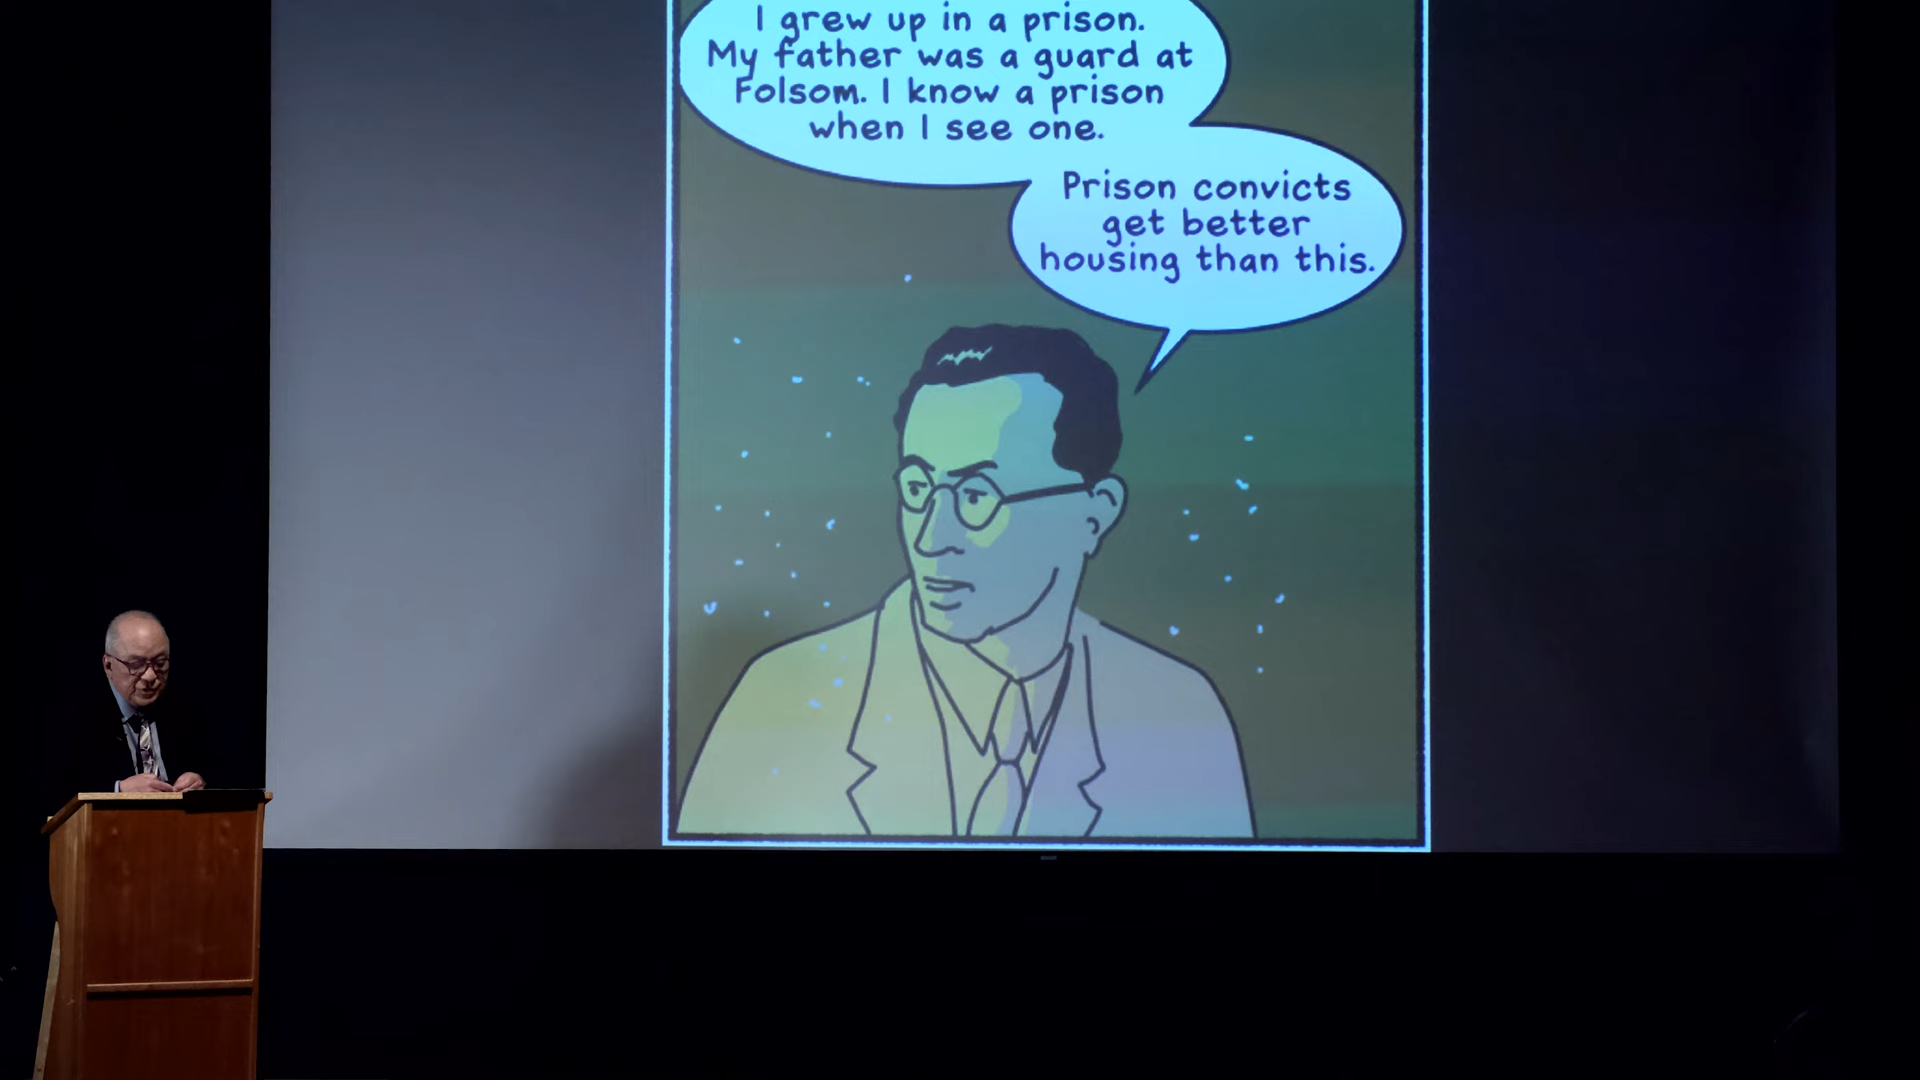 I grew up in a prison.
My father was a guard at
Folsom. I know a prison
when I see one.
Prison convicts
get better
housing than this.